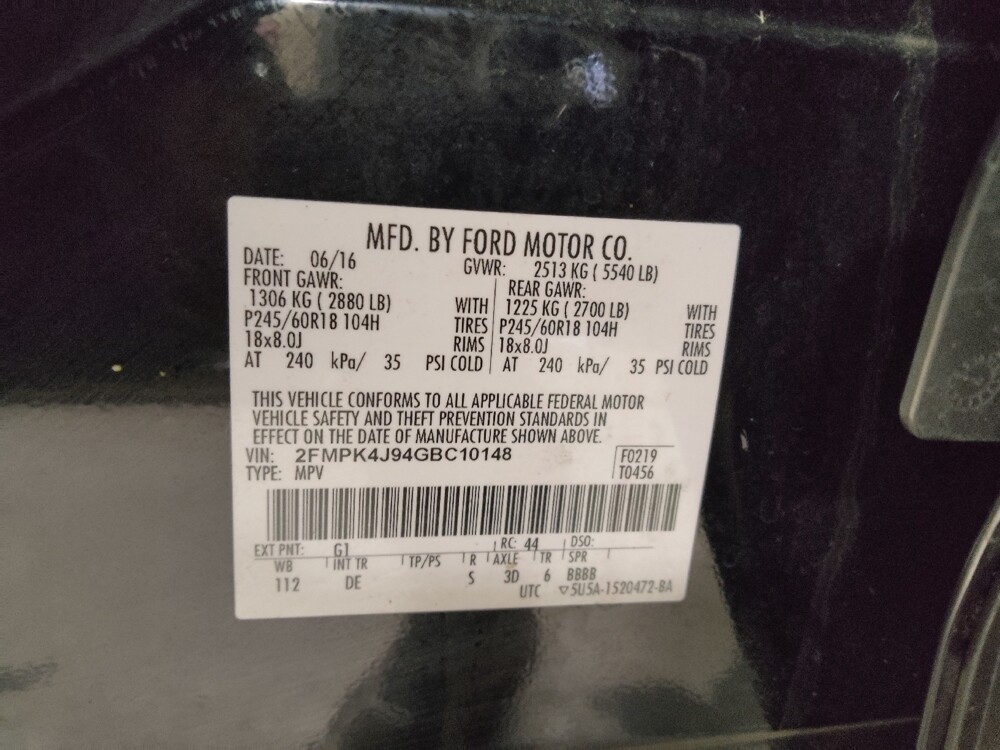 MFD. BY FORD MOTOR CO.
DATE: 06/16 GVWR: 2513 KG ( 5540 LB)
FRONT GAWR: REAR GAWR:
1306 KG ( 2880 LB) WITH 1225 KG ( 2700 LB) WITH
P245/60R18 104H TIRES P245/60R18 104H TIRES
18x8.0J RIMS 18x8.0J RIMS
AT 240 kPa/ 35 PSI COLD AT 240 kPa/ 35 PSI COLD
THIS VEHICLE CONFORMS TO ALL APPLICABLE FEDERAL MOTOR
VEHICLE SAFETY AND THEFT PREVENTION STANDARDS IN
EFFECT ON THE DATE OF MANUFACTURE SHOWN ABOVE.
VIN: 2FMPK4J94GBC10148 F0219
TYPE: MPV T0456
EXT PNT: G1 RC: 44 DSO:
WB INT TR TP/PS R AXLE TR SPR
112 DE S 3D 6 BBBB
UTC ▽5U5A-1520472-BA